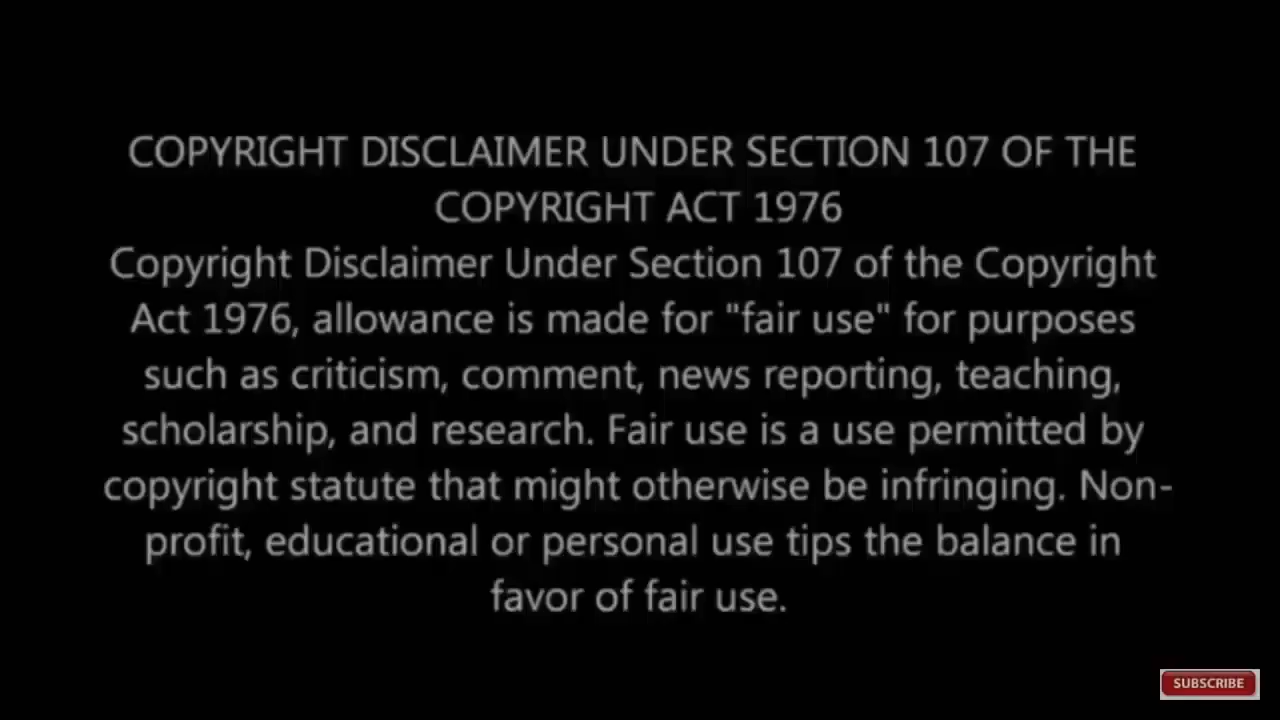 COPYRIGHT DISCLAIMER UNDER SECTION 107 OF THE
COPYRIGHT ACT 1976
Copyright Disclaimer Under Section 107 of the Copyright
Act 1976, allowance is made for "fair use" for purposes
such as criticism, comment, news reporting, teaching,
scholarship, and research. Fair use is a use permitted by
copyright statute that might otherwise be infringing. Non-
profit, educational or personal use tips the balance in
favor of fair use.
SUBSCRIBE